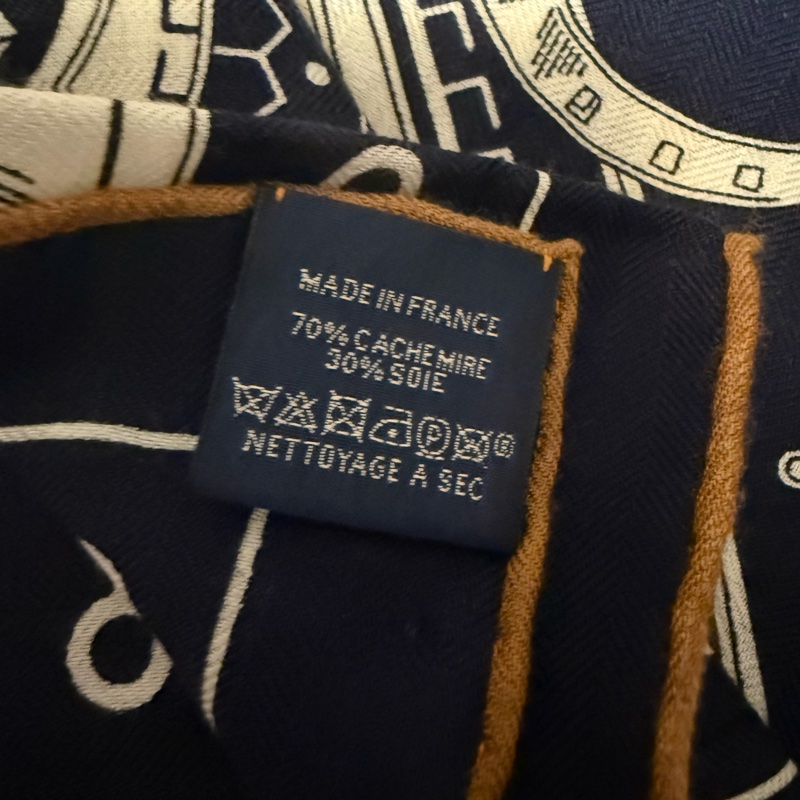 MADE IN FRANCE
70% CACHEMIRE
30% SOIE
P ®
NETTOYAGE A SEC